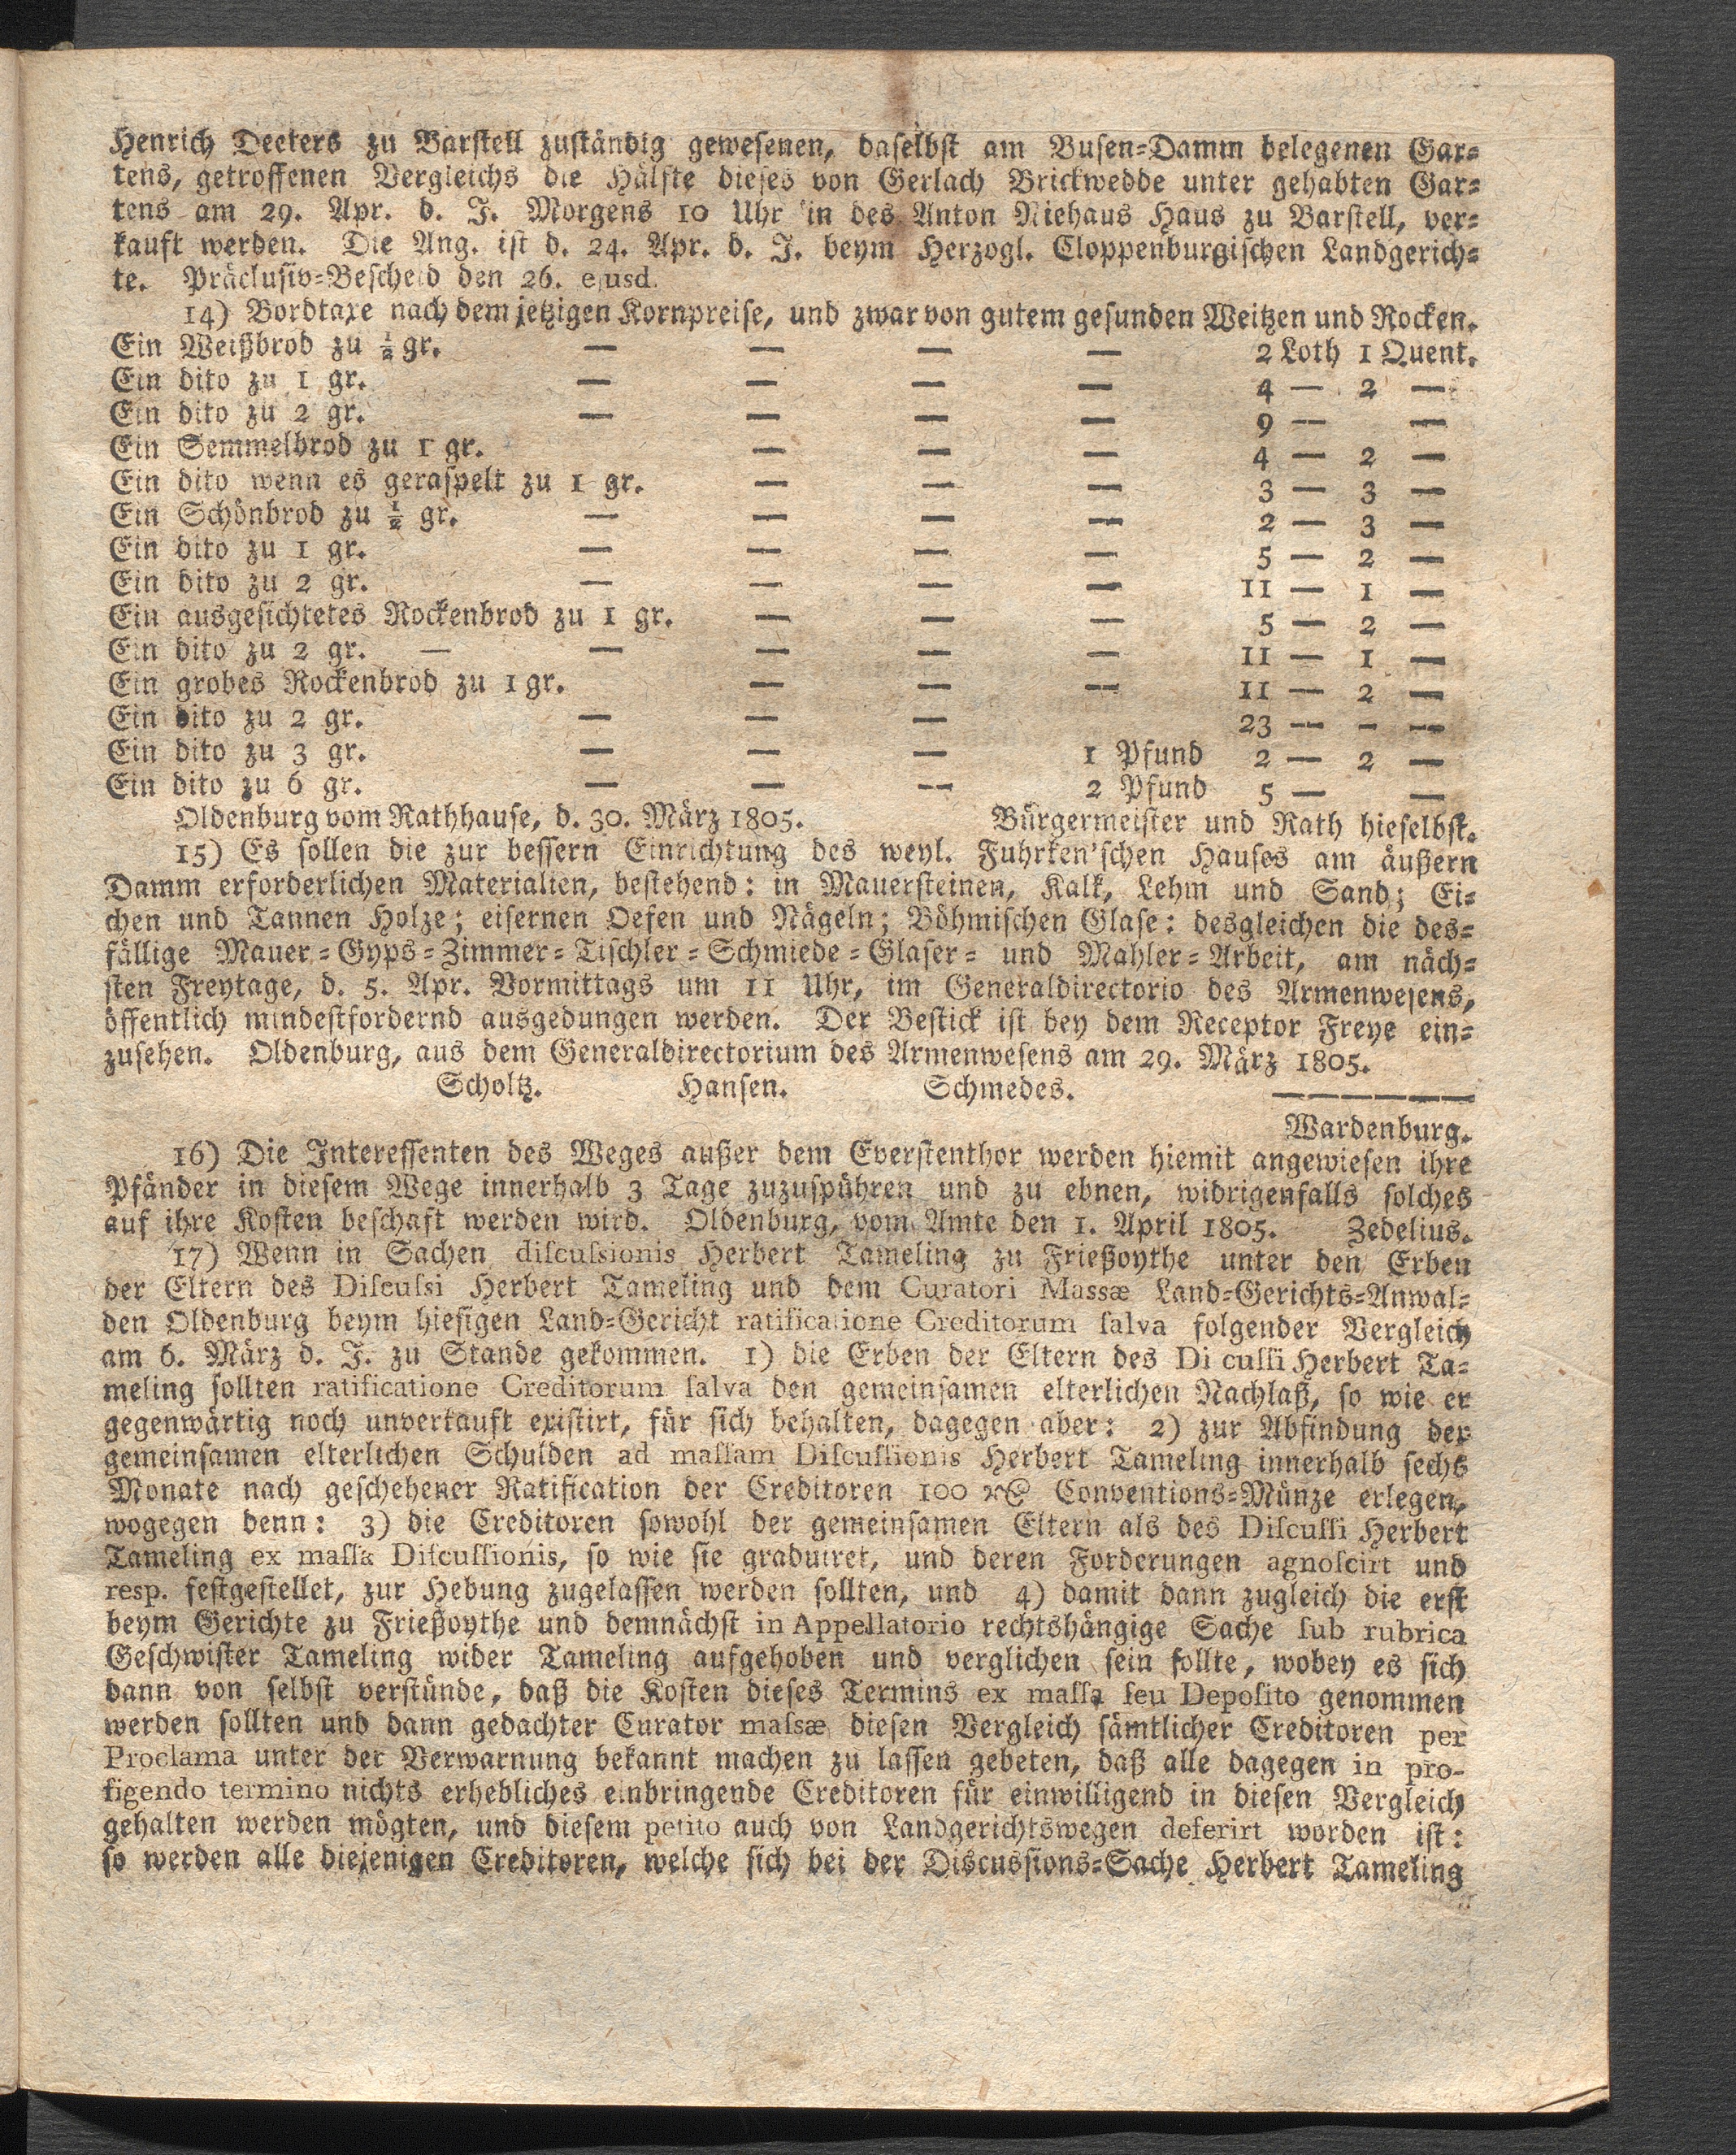 Henrich Deeters zu Barstell zuständig gewesenen, daselbst am Busen-Damm belegenen Gar-
tens, getroffenen Vergleichs die Hälfte dieses von Gerlach Brickwedde unter gehabten Gar-
tens am 29. Apr. d. J. Morgens 10 Uhr in des Anton Niehaus Haus zu Barstell, ver-
kauft werden. Die Ang. ist d. 24. Apr. d. J. beym Herzogl. Cloppenburgischen Landgerich-
te. Präclusiv-Bescheid den 26. ejusd.
14) Bordtaxe nach dem jetzigen Kornpreise, und zwar von gutem gesunden Weitzen und Rocken.
Ein Weißbrod zu ½ gr. — — — — 2 Loth 1 Quent.
Ein dito zu 1 gr. — — — — 4 — 2 —
Ein dito zu 2 gr. — — — — 9 — —
Ein Semmelbrod zu 1 gr. — — — 4 — 2 —
Ein dito wenn es geraspelt zu 1 gr. — — — 3 — 3 —
Ein Schönbrod zu ½ gr. — — — — 2 — 3 —
Ein dito zu 1 gr. — — — — 5 — 2 —
Ein dito zu 2 gr. — — — — 11 — 1 —
Ein ausgesichtetes Rockenbrod zu 1 gr. — — — 5 — 2 —
Ein dito zu 2 gr. — — — — — 11 — 1 —
Ein grobes Rockenbrod zu 1 gr. — — — 11 — 2 —
Ein dito zu 2 gr. — — — 23 — - —
Ein dito zu 3 gr. — — — 1 Pfund 2 — 2 —
Ein dito zu 6 gr. — — — 2 Pfund 5 — —
Oldenburg vom Rathhause, d. 30. März 1805. Bürgermeister und Rath hieselbst.
15) Es sollen die zur bessern Einrichtung des weyl. Fuhrken'schen Hauses am äußern
Damm erforderlichen Materialien, bestehend: in Mauersteinen, Kalk, Lehm und Sand; Ei-
chen und Tannen Holze; eisernen Oefen und Nägeln; Böhmischen Glase: desgleichen die des-
fällige Mauer-Gyps-Zimmer-Tischler-Schmiede-Glaser- und Mahler-Arbeit, am näch-
sten Freytage, d. 5. Apr. Vormittags um 11 Uhr, im Generaldirectorio des Armenwesens,
öffentlich mindestfordernd ausgedungen werden. Der Bestick ist bey dem Receptor Freye ein-
zusehen. Oldenburg, aus dem Generaldirectorium des Armenwesens am 29. März 1805.
Scholtz. Hansen. Schmedes. ——————
Wardenburg.
16) Die Interessenten des Weges außer dem Everstenthor werden hiemit angewiesen ihre
Pfänder in diesem Wege innerhalb 3 Tage zuzuspühren und zu ebnen, widrigenfalls solches
auf ihre Kosten beschaft werden wird. Oldenburg, vom Amte den 1. April 1805. Zedelius.
17) Wenn in Sachen discussionis Herbert Tameling zu Frießoythe unter den Erben
der Eltern des Discussi Herbert Tameling und dem Curatori Massæ Land-Gerichts-Anwal-
den Oldenburg beym hiesigen Land-Gericht ratificatione Creditorum salva folgender Vergleich
am 6. März d. J. zu Stande gekommen. 1) die Erben der Eltern des Di cussi Herbert Ta-
meling sollten ratificatione Creditorum salva den gemeinsamen elterlichen Nachlaß, so wie er
gegenwärtig noch unverkauft existirt, für sich behalten, dagegen aber: 2) zur Abfindung der
gemeinsamen elterlichen Schulden ad massam Discussionis Herbert Tameling innerhalb sechs
Monate nach geschehener Ratification der Creditoren 100 Conventions-Münze erlegen,
wogegen denn: 3) die Creditoren sowohl der gemeinsamen Eltern als des Discussi Herbert
Tameling ex massa Discussionis, so wie sie graduiret, und deren Forderungen agnoscirt und
resp. festgestellet, zur Hebung zugelassen werden sollten, und 4) damit dann zugleich die erst
beym Gerichte zu Frießoythe und demnächst in Appellatorio rechtshängige Sache sub rubrica
Geschwister Tameling wider Tameling aufgehoben und verglichen sein sollte, wobey es sich
dann von selbst verstünde, daß die Kosten dieses Termins ex massa seu Deposito genommen
werden sollten und dann gedachter Curator massæ diesen Vergleich sämtlicher Creditoren per
Proclama unter der Verwarnung bekannt machen zu lassen gebeten, daß alle dagegen in pro-
figendo termino nichts erhebliches einbringende Creditoren für einwilligend in diesen Vergleich
gehalten werden mögten, und diesem petito auch von Landgerichtswegen deferirt worden ist:
so werden alle diejenigen Creditoren, welche sich bei der Discussions-Sache Herbert Tameling